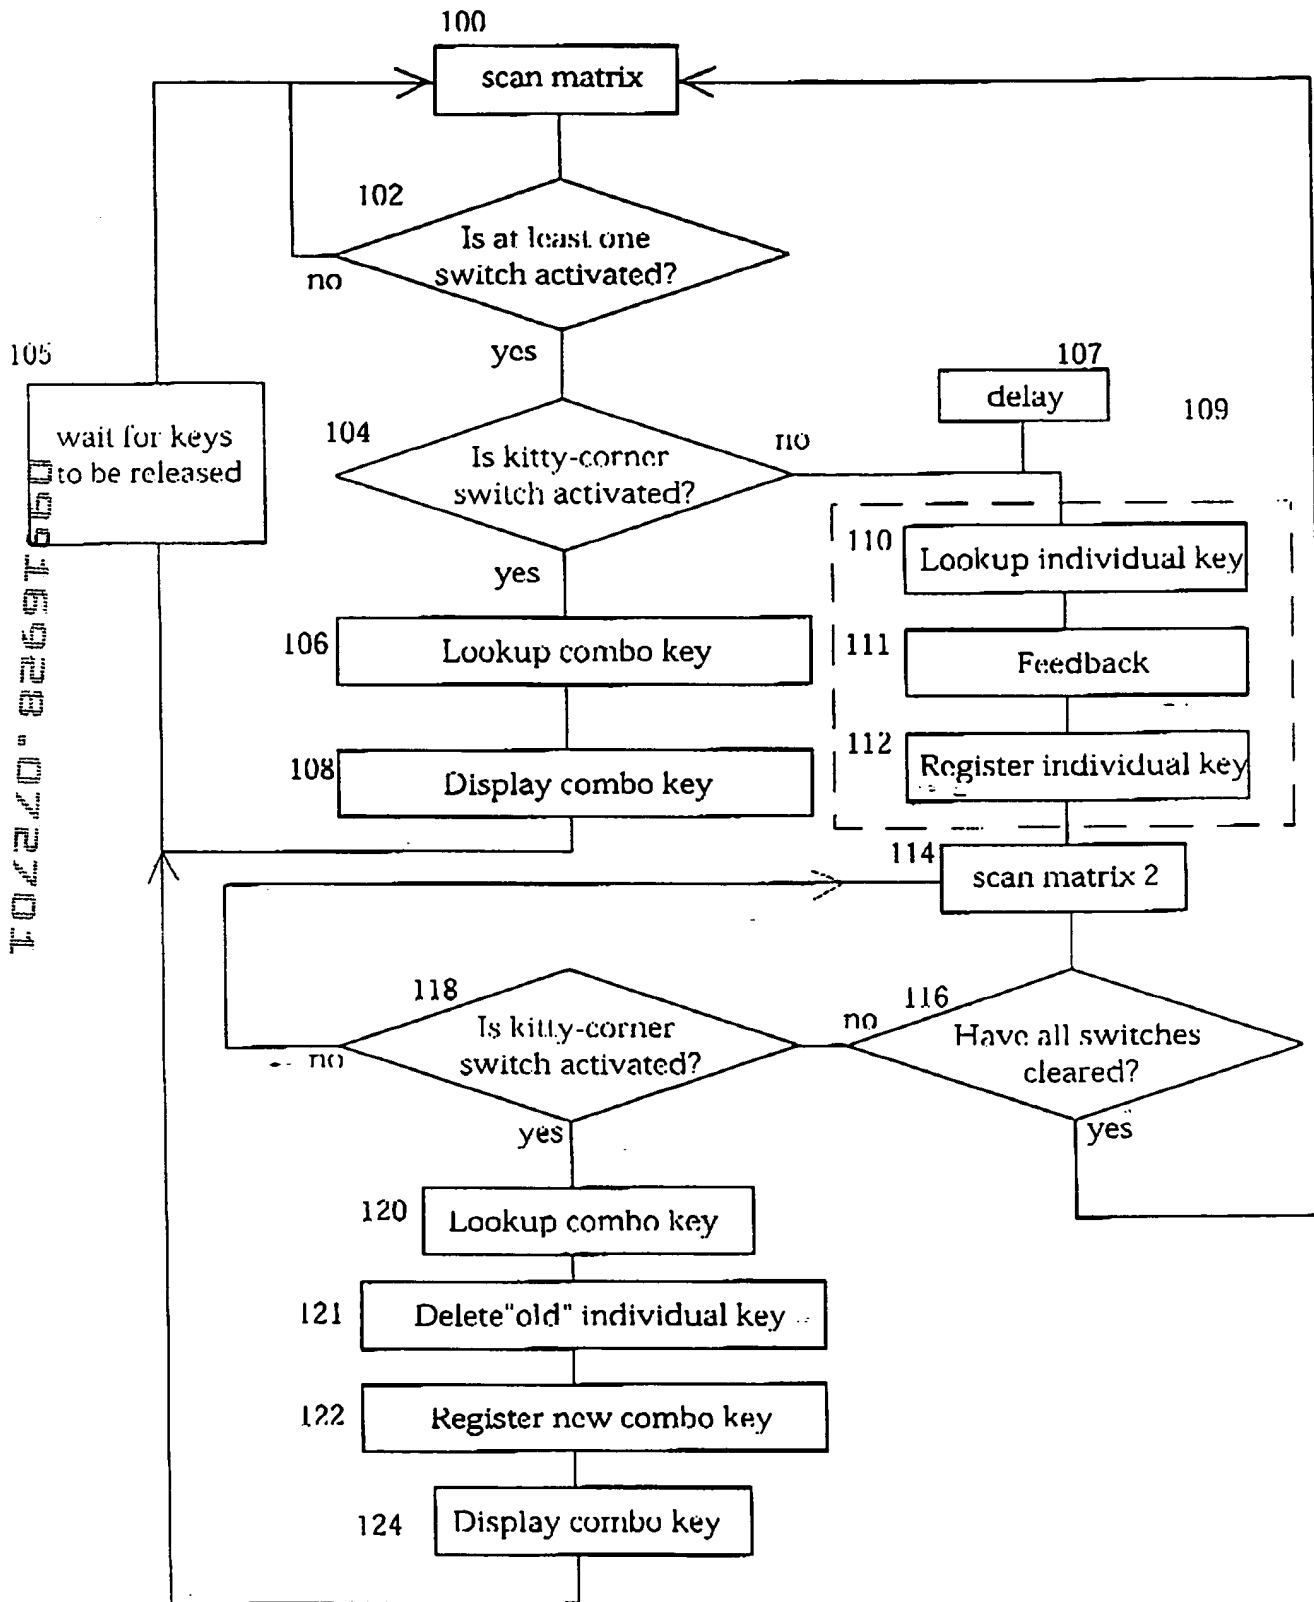 100
scan matrix
102
Is at least one
switch activated?
no
yes
105
wait for keys
to be released
107
delay
109
104
Is kitty-corner
switch activated?
no
yes
110
Lookup individual key
106
Lookup combo key
111
Feedback
112
Register individual key
108
Display combo key
114
scan matrix 2
118
Is kitty-corner
switch activated?
no
yes
116
Have all switches
cleared?
no
yes
120
Lookup combo key
121
Delete"old" individual key
122
Register new combo key
124
Display combo key
09916928.072701